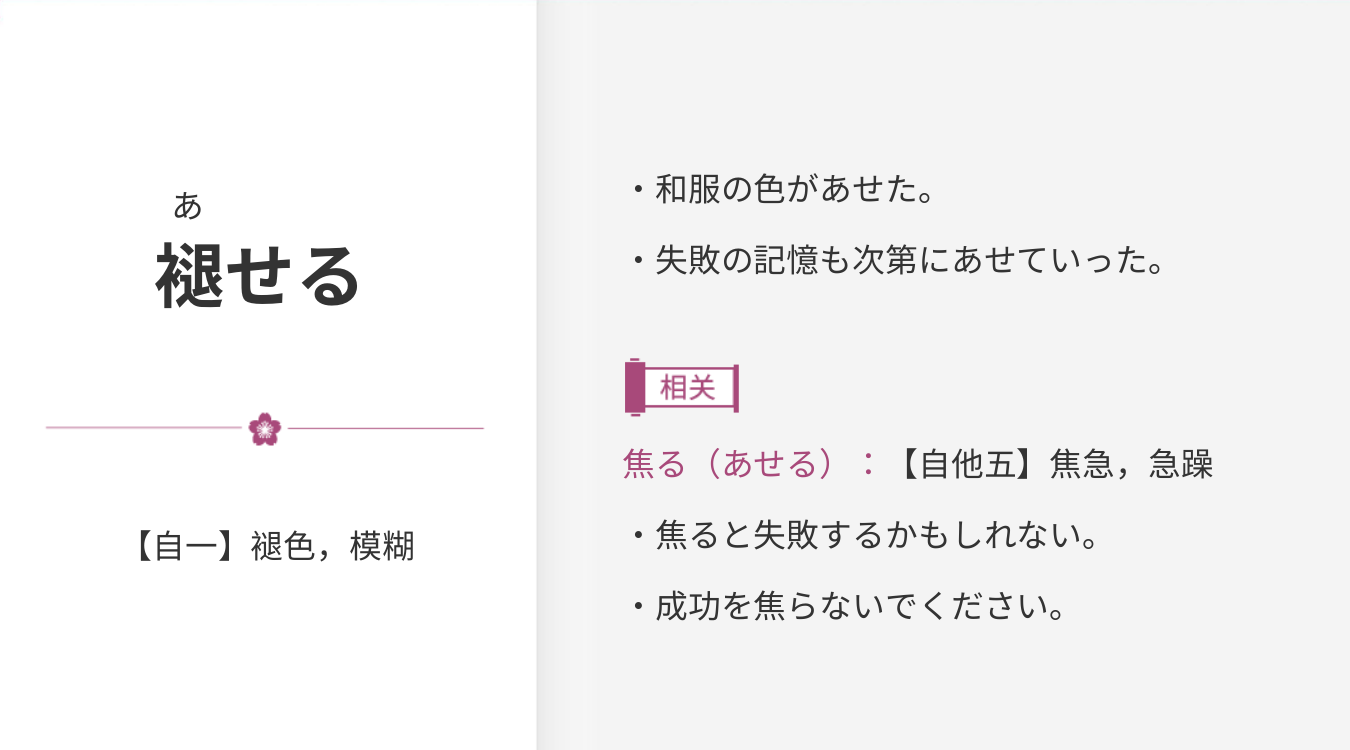 あ
褪せる
【自一】褪色，模糊
・和服の色があせた。
・失敗の記憶も次第にあせていった。
相关
焦る（あせる）：【自他五】焦急，急躁
・焦ると失敗するかもしれない。
・成功を焦らないでください。